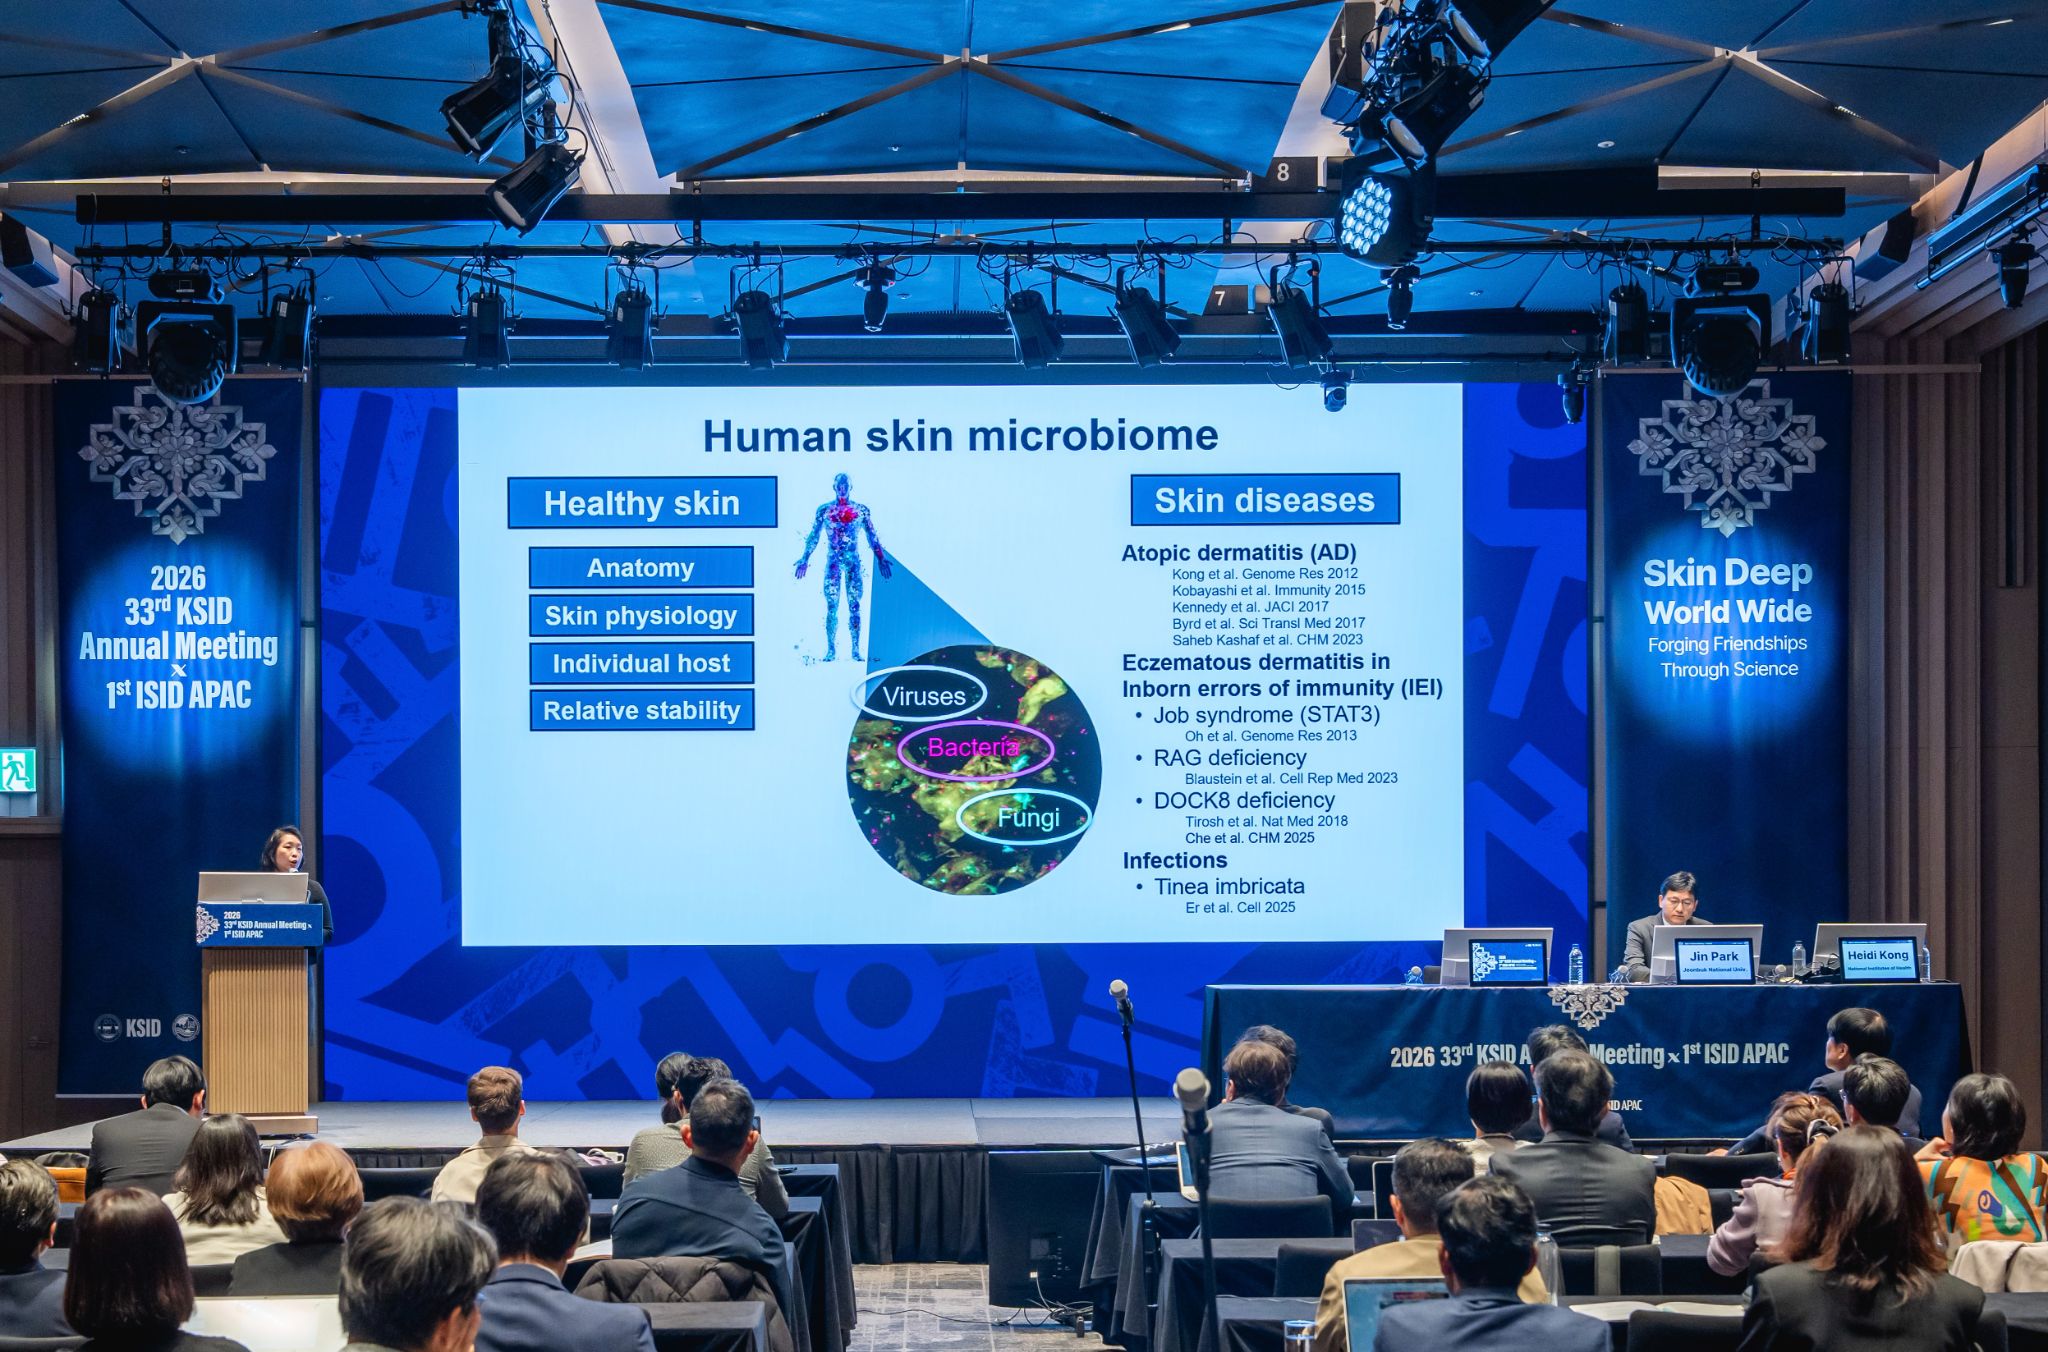 8
7
2026
33rd KSID
Annual Meeting
x
1st ISID APAC
KSID
Human skin microbiome
Healthy skin
Anatomy
Skin physiology
Individual host
Relative stability
Viruses
Bacteria
Fungi
Skin diseases
Atopic dermatitis (AD)
Kong et al. Genome Res 2012
Kobayashi et al. Immunity 2015
Kennedy et al. JACI 2017
Byrd et al. Sci Transl Med 2017
Saheb Kashaf et al. CHM 2023
Eczematous dermatitis in
Inborn errors of immunity (IEI)
• Job syndrome (STAT3)
Oh et al. Genome Res 2013
• RAG deficiency
Blaustein et al. Cell Rep Med 2023
• DOCK8 deficiency
Tirosh et al. Nat Med 2018
Che et al. CHM 2025
Infections
• Tinea imbricata
Er et al. Cell 2025
Skin Deep
World Wide
Forging Friendships
Through Science
2026
33rd KSID Annual Meeting x
1st ISID APAC
Jin Park
Jeonbuk National Univ.
Heidi Kong
National Institutes of Health
2026 33rd KSID A Meeting x 1st ISID APAC
APAC